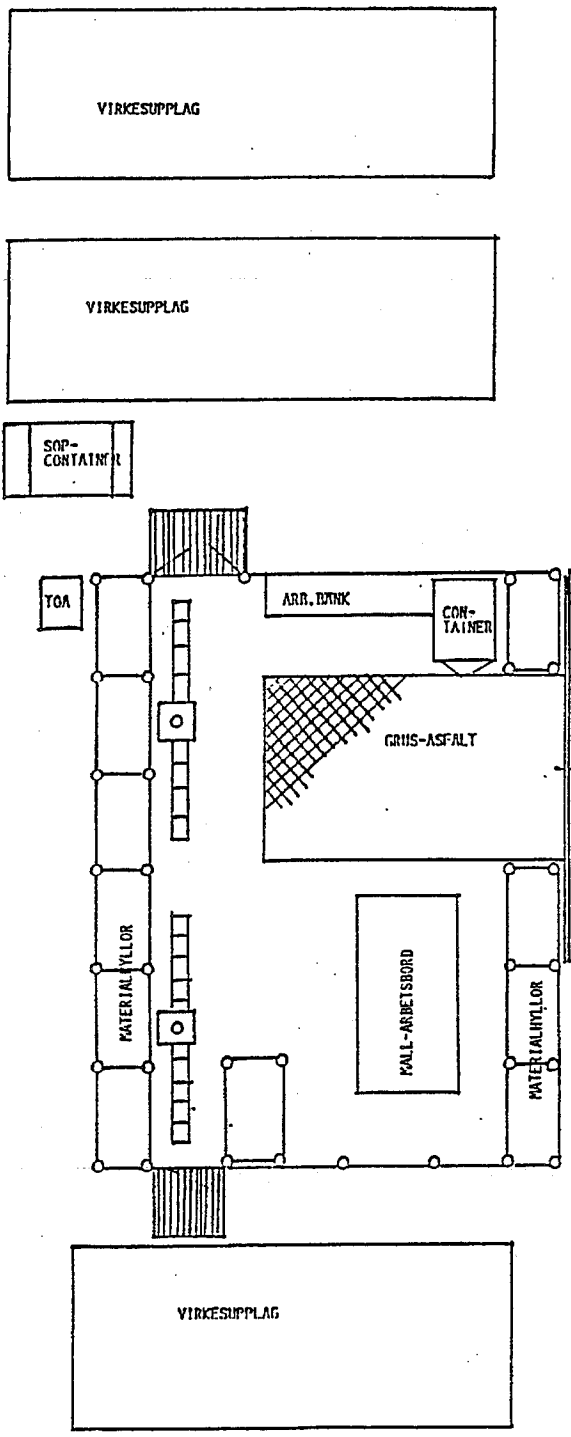 VIRKESUPPLAG
VIRKESUPPLAG
SOP-
CONTAINER
TOA
ARB.BANK
CON-
TAINER
GRUS-ASFALT
MATERIALHYLLOR
MALL-ARBETSBORD
MATERIALHYLLOR
VIRKESUPPLAG